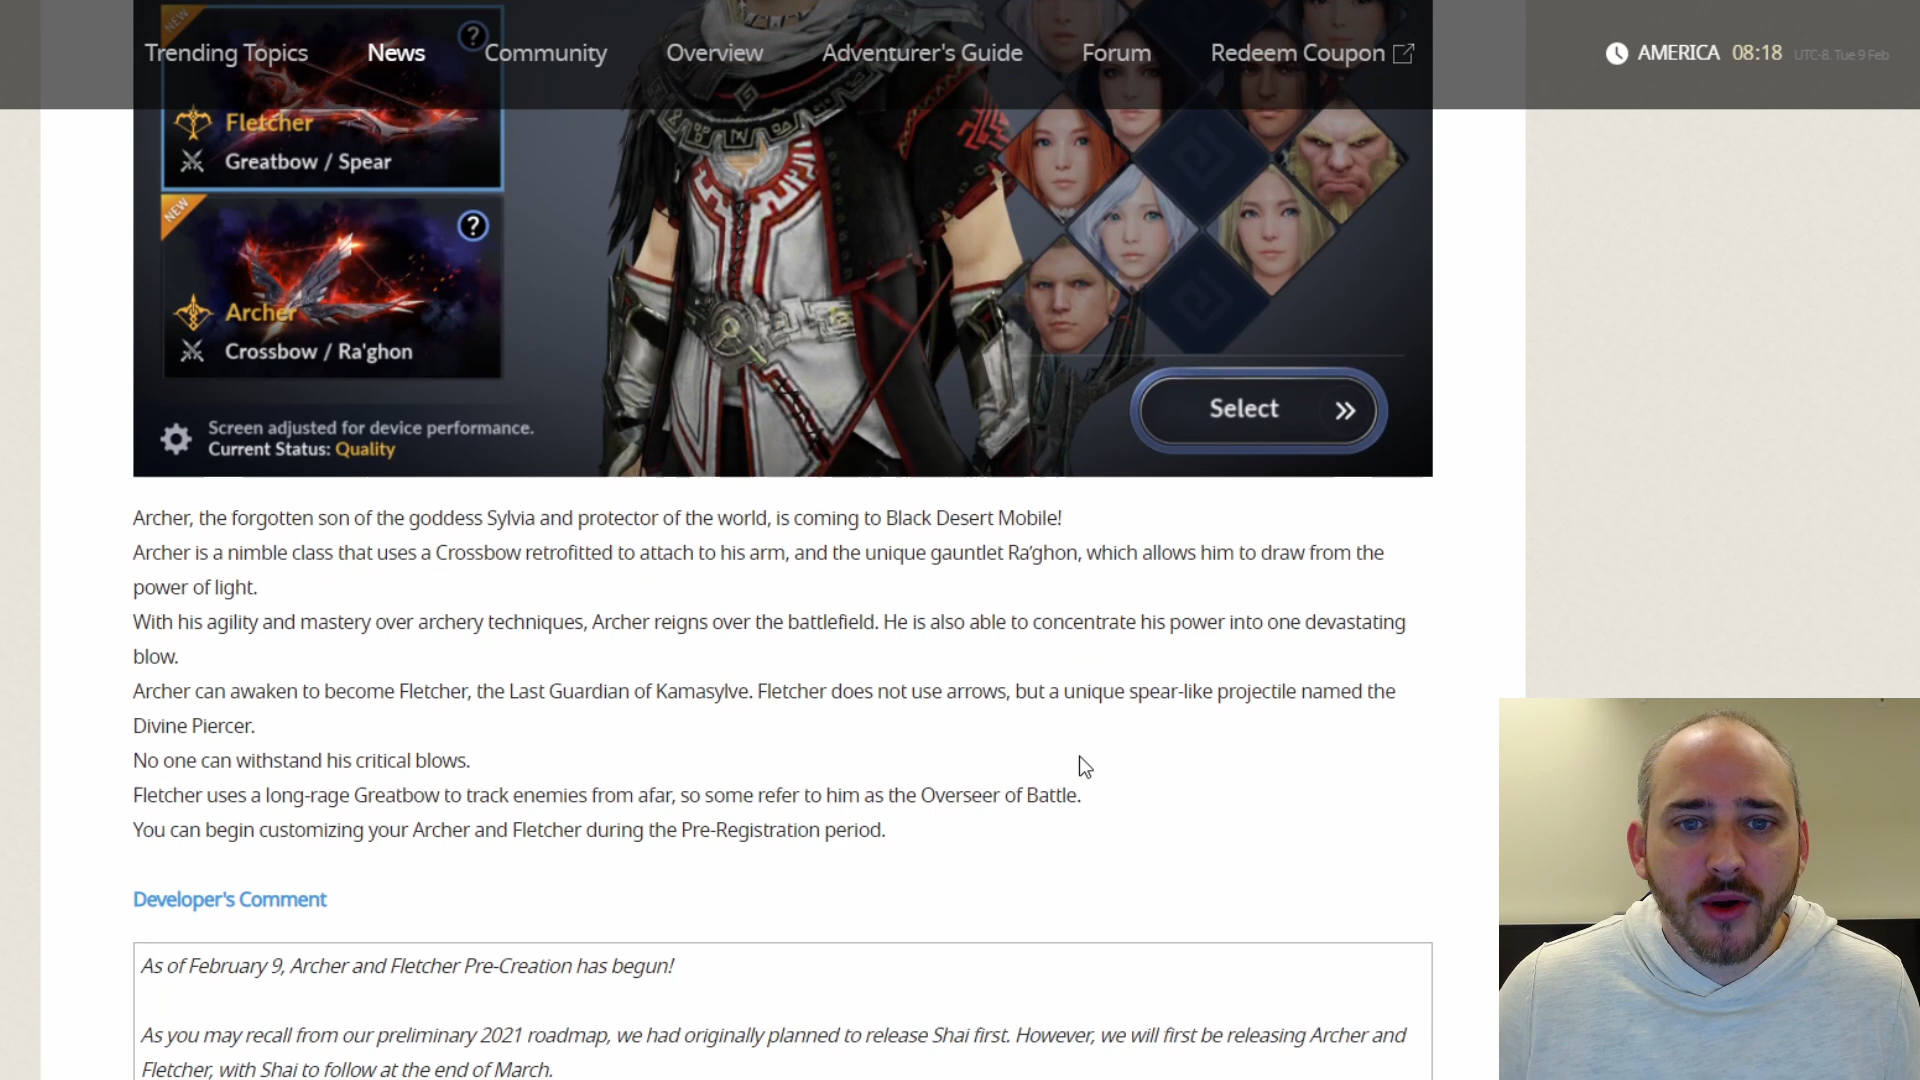 Trending Topics News Community Overview Adventurer's Guide Forum Redeem Coupon AMERICA 08:18 UTC-8. Tue 9 Feb
NEW
?
Fletcher
Greatbow / Spear
NEW
?
Archer
Crossbow / Ra'ghon
Select
Screen adjusted for device performance.
Current Status: Quality
Archer, the forgotten son of the goddess Sylvia and protector of the world, is coming to Black Desert Mobile!
Archer is a nimble class that uses a Crossbow retrofitted to attach to his arm, and the unique gauntlet Ra'ghon, which allows him to draw from the
power of light.
With his agility and mastery over archery techniques, Archer reigns over the battlefield. He is also able to concentrate his power into one devastating
blow.
Archer can awaken to become Fletcher, the Last Guardian of Kamasylve. Fletcher does not use arrows, but a unique spear-like projectile named the
Divine Piercer.
No one can withstand his critical blows.
Fletcher uses a long-rage Greatbow to track enemies from afar, so some refer to him as the Overseer of Battle.
You can begin customizing your Archer and Fletcher during the Pre-Registration period.
Developer's Comment
As of February 9, Archer and Fletcher Pre-Creation has begun!
As you may recall from our preliminary 2021 roadmap, we had originally planned to release Shai first. However, we will first be releasing Archer and
Fletcher, with Shai to follow at the end of March.